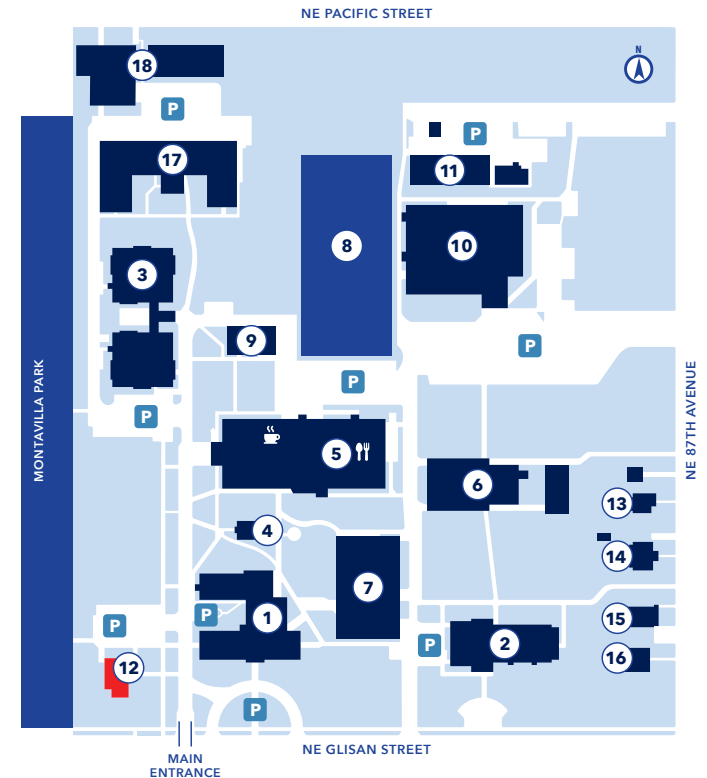 NE PACIFIC STREET
18
N
P
P
17
11
8
10
3
9
P
P
MONTAVILLA PARK
NE 87TH AVENUE
P
5
6
13
4
14
7
P
1
15
P
2
P
16
12
P
NE GLISAN STREET
MAIN
ENTRANCE